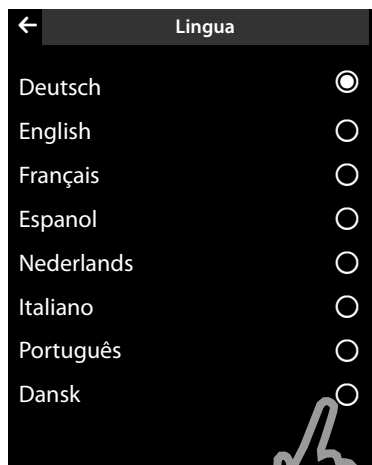 Lingua
Deutsch
English
Français
Espanol
Nederlands
Italiano
Português
Dansk